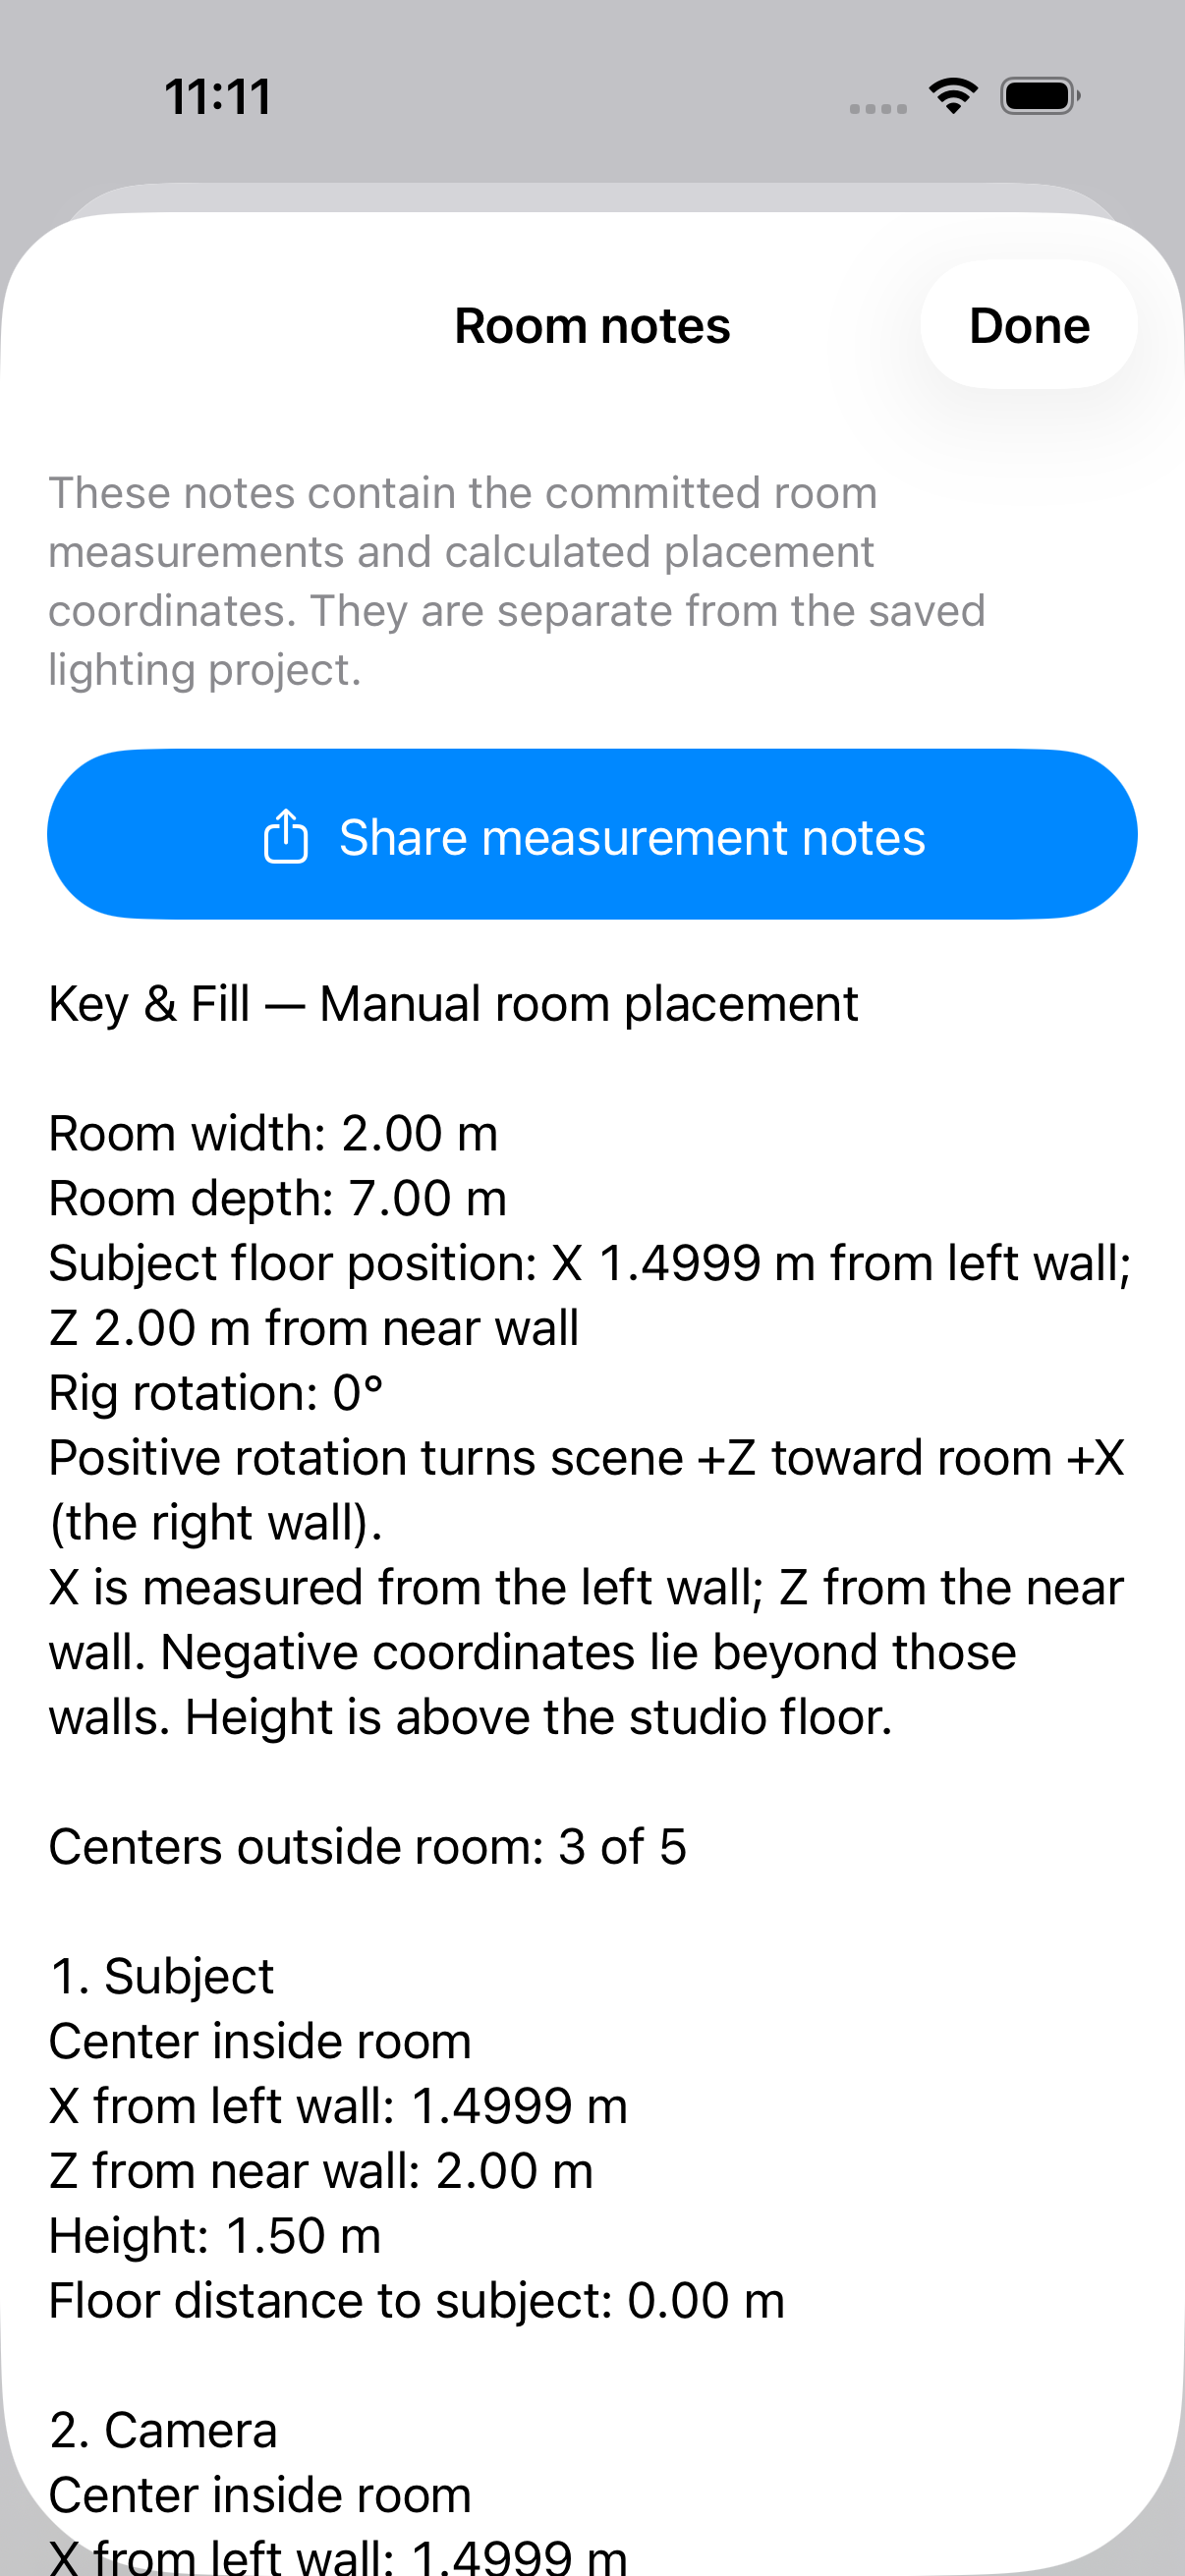 11:11
Room notes
Done
These notes contain the committed room
measurements and calculated placement
coordinates. They are separate from the saved
lighting project.
Share measurement notes
Key & Fill — Manual room placement
Room width: 2.00 m
Room depth: 7.00 m
Subject floor position: X 1.4999 m from left wall;
Z 2.00 m from near wall
Rig rotation: 0°
Positive rotation turns scene +Z toward room +X
(the right wall).
X is measured from the left wall; Z from the near
wall. Negative coordinates lie beyond those
walls. Height is above the studio floor.
Centers outside room: 3 of 5
1. Subject
Center inside room
X from left wall: 1.4999 m
Z from near wall: 2.00 m
Height: 1.50 m
Floor distance to subject: 0.00 m
2. Camera
Center inside room
X from left wall: 1.4999 m